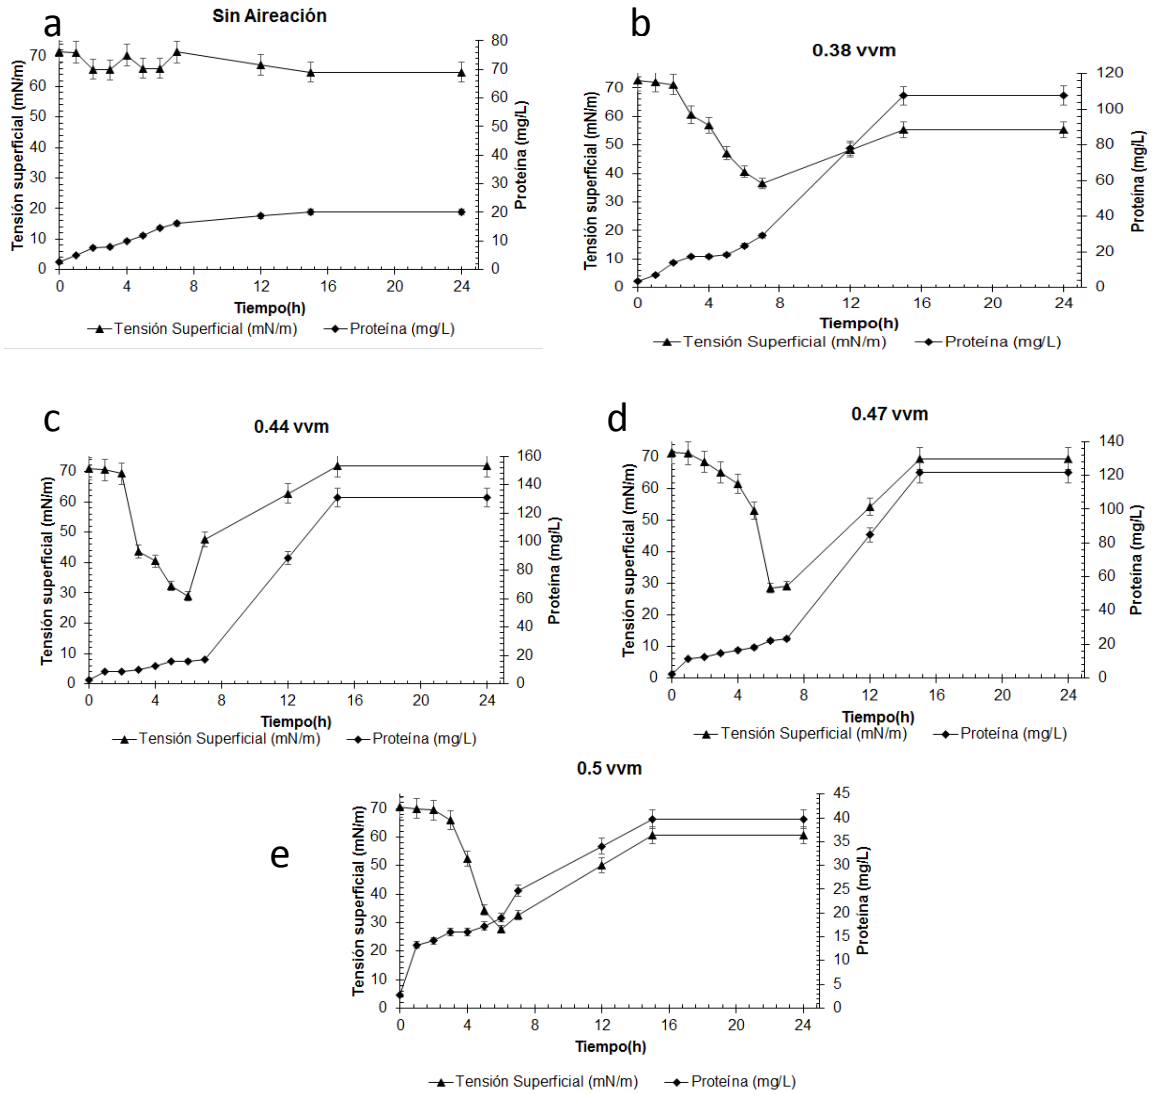 a
Sin Aireación
Tensión superficial (mN/m)
70
60
50
40
30
20
10
0
80
70
60
50
40
30
20
10
0
Proteína (mg/L)
0 4 8 12 16 20 24
Tiempo(h)
Tensión Superficial (mN/m) Proteína (mg/L)
b
0.38 vvm
Tensión superficial (mN/m)
70
60
50
40
30
20
10
0
120
100
80
60
40
20
0
Proteína (mg/L)
0 4 8 12 16 20 24
Tiempo(h)
Tensión Superficial (mN/m) Proteína (mg/L)
c
0.44 vvm
Tensión superficial (mN/m)
70
60
50
40
30
20
10
0
160
140
120
100
80
60
40
20
0
Proteína (mg/L)
0 4 8 12 16 20 24
Tiempo(h)
Tensión Superficial (mN/m) Proteína (mg/L)
d
0.47 vvm
Tensión superficial (mN/m)
70
60
50
40
30
20
10
0
140
120
100
80
60
40
20
0
Proteína (mg/L)
0 4 8 12 16 20 24
Tiempo(h)
Tensión Superficial (mN/m) Proteína (mg/L)
e
0.5 vvm
Tensión superficial (mN/m)
70
60
50
40
30
20
10
0
45
40
35
30
25
20
15
10
5
0
Proteína (mg/L)
0 4 8 12 16 20 24
Tiempo(h)
Tensión Superficial (mN/m) Proteína (mg/L)